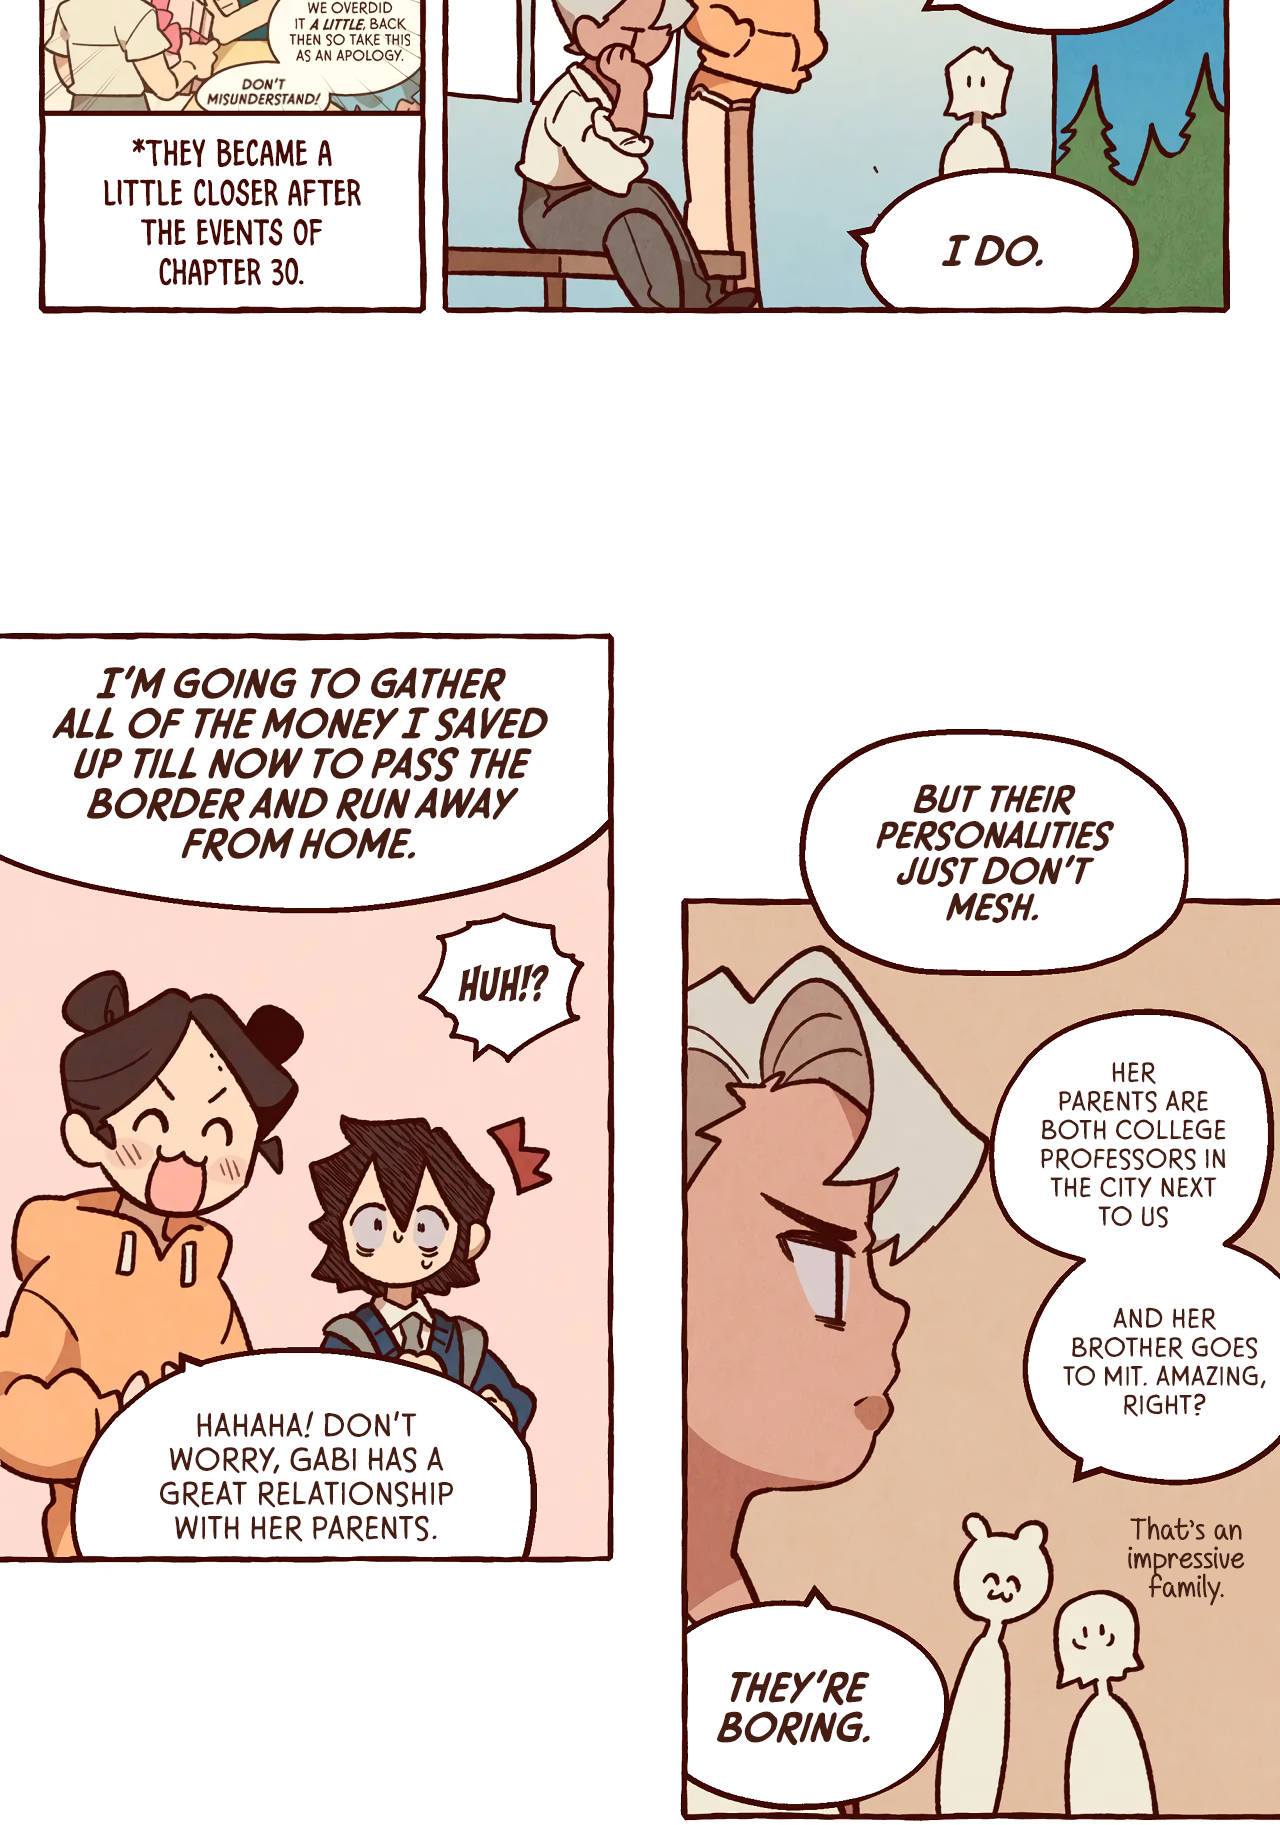 WE OVERDID
IT A LITTLE, BACK
THEN SO TAKE THIS
AS AN APOLOGY.
DON'T
MISUNDERSTAND!
*THEY BECAME A
LITTLE CLOSER AFTER
THE EVENTS OF
CHAPTER 30.
I DO.
I'M GOING TO GATHER
ALL OF THE MONEY I SAVED
UP TILL NOW TO PASS THE
BORDER AND RUN AWAY
FROM HOME.
HUH!?
HAHAHA! DON'T
WORRY, GABI HAS A
GREAT RELATIONSHIP
WITH HER PARENTS.
BUT THEIR
PERSONALITIES
JUST DON'T
MESH.
HER
PARENTS ARE
BOTH COLLEGE
PROFESSORS IN
THE CITY NEXT
TO US
AND HER
BROTHER GOES
TO MIT. AMAZING,
RIGHT?
That's an
impressive
family.
THEY'RE
BORING.